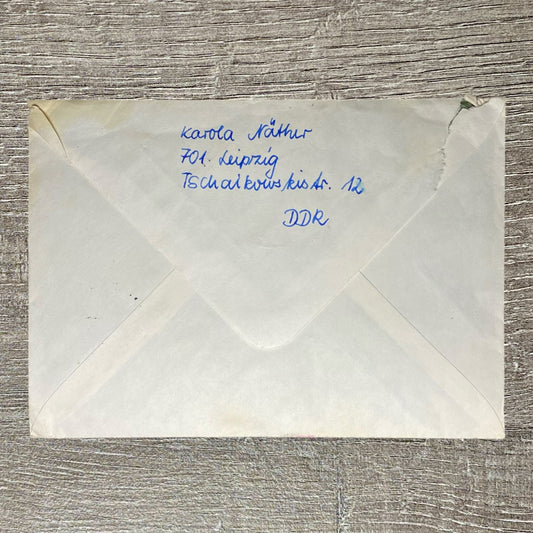 Karola Näther
701 Leipzig
Tschaikowskistr. 12
DDR